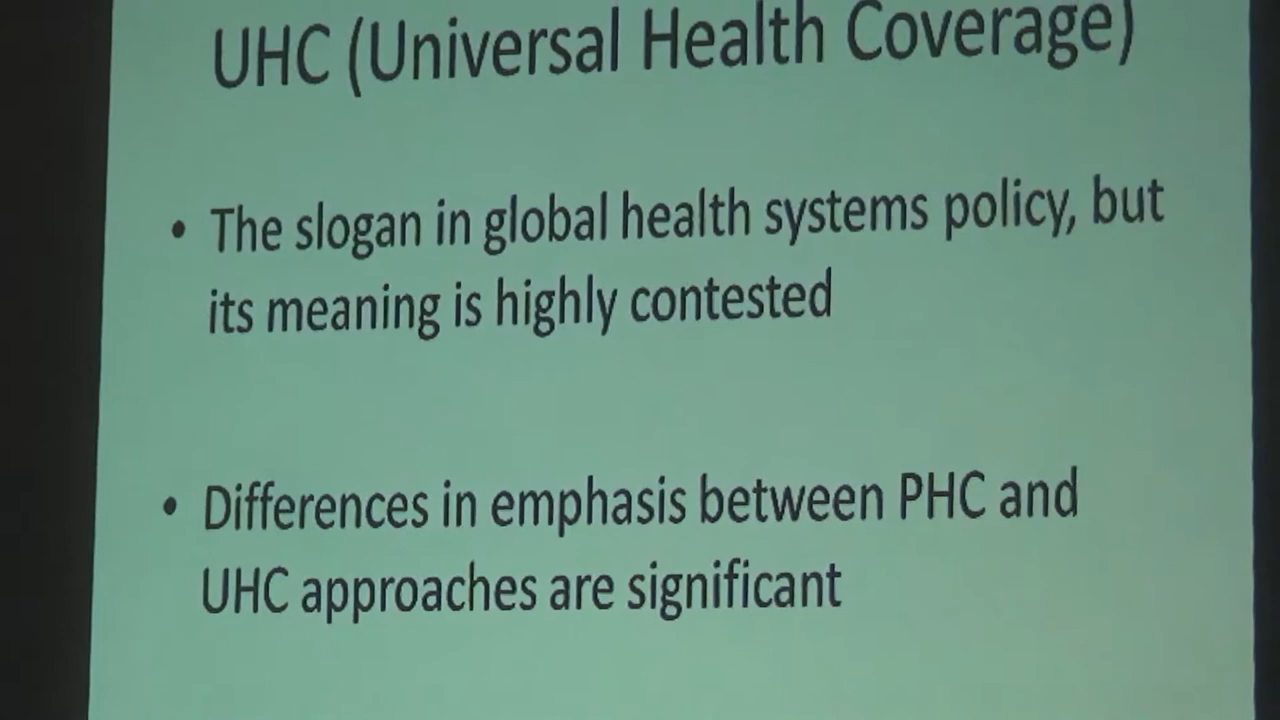 UHC (Universal Health Coverage)
• The slogan in global health systems policy, but
its meaning is highly contested
• Differences in emphasis between PHC and
UHC approaches are significant